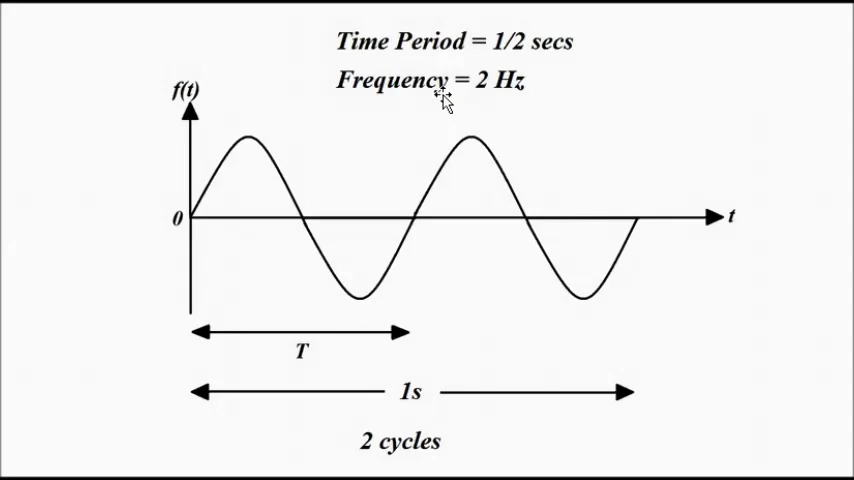 Time Period = 1/2 secs
Frequency = 2 Hz
f(t)
0
t
T
1s
2 cycles